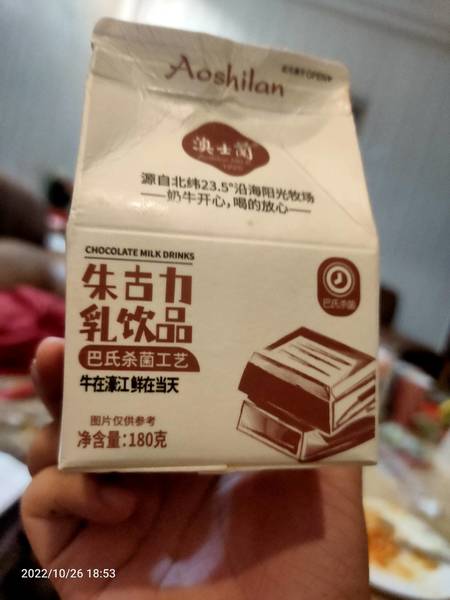 Aoshilan
澳士蘭
源自北纬23.5°沿海阳光牧场
奶牛开心,喝的放心
CHOCOLATE MILK DRINKS
朱古力
乳饮品
巴氏杀菌
巴氏杀菌工艺
牛在濠江 鲜在当天
图片仅供参考
净含量:180克
2022/10/26 18:53